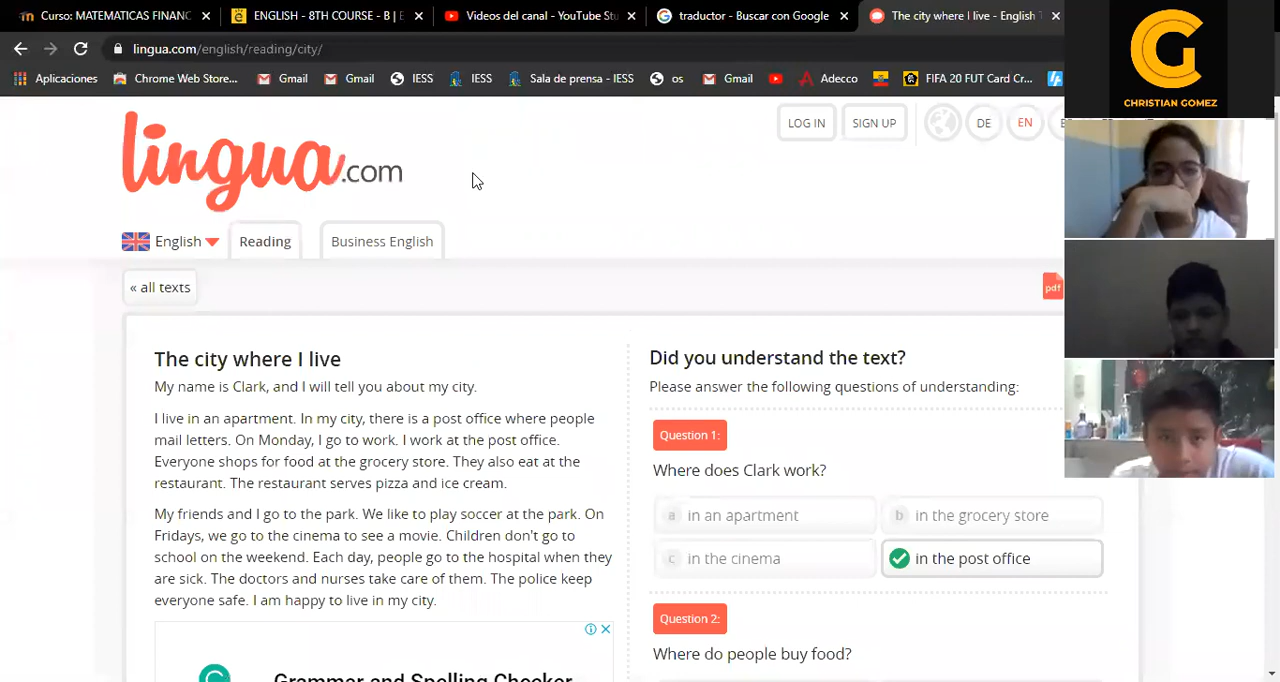 Curso: MATEMATICAS FINANC
ENGLISH - 8TH COURSE - B | E
Videos del canal - YouTube Stu
traductor - Buscar con Google
The city where I live - English T
lingua.com/english/reading/city/
Aplicaciones
Chrome Web Store...
Gmail
Gmail
IESS
IESS
Sala de prensa - IESS
os
Gmail
Adecco
FIFA 20 FUT Card Cr...
CHRISTIAN GOMEZ
lingua.com
LOG IN
SIGN UP
DE
EN
English
Reading
Business English
« all texts
pdf
The city where I live
My name is Clark, and I will tell you about my city.
I live in an apartment. In my city, there is a post office where people
mail letters. On Monday, I go to work. I work at the post office.
Everyone shops for food at the grocery store. They also eat at the
restaurant. The restaurant serves pizza and ice cream.
My friends and I go to the park. We like to play soccer at the park. On
Fridays, we go to the cinema to see a movie. Children don't go to
school on the weekend. Each day, people go to the hospital when they
are sick. The doctors and nurses take care of them. The police keep
everyone safe. I am happy to live in my city.
Grammar and Spelling Checker
Did you understand the text?
Please answer the following questions of understanding:
Question 1:
Where does Clark work?
a in an apartment
b in the grocery store
c in the cinema
in the post office
Question 2:
Where do people buy food?